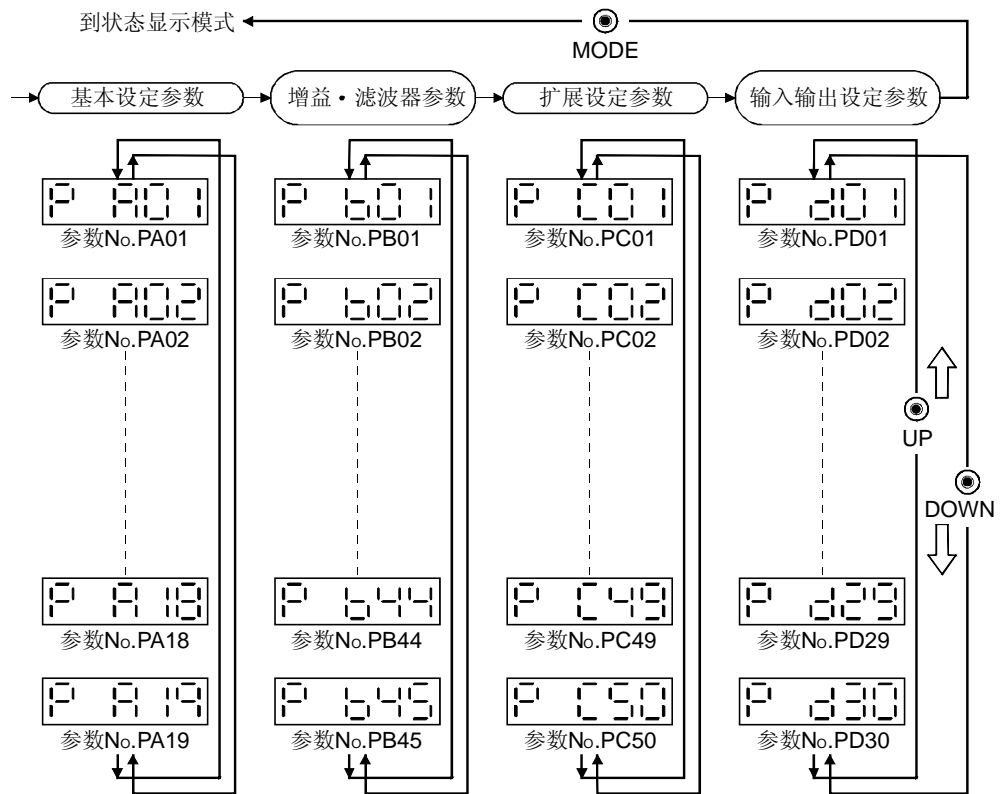 到状态显示模式
MODE
基本设定参数 增益·滤波器参数 扩展设定参数 输入输出设定参数
P A01 P b01 P C01 P d01
参数No.PA01 参数No.PB01 参数No.PC01 参数No.PD01
P A02 P b02 P C02 P d02
参数No.PA02 参数No.PB02 参数No.PC02 参数No.PD02
UP
DOWN
P A18 P b44 P C49 P d29
参数No.PA18 参数No.PB44 参数No.PC49 参数No.PD29
P A19 P b45 P C50 P d30
参数No.PA19 参数No.PB45 参数No.PC50 参数No.PD30